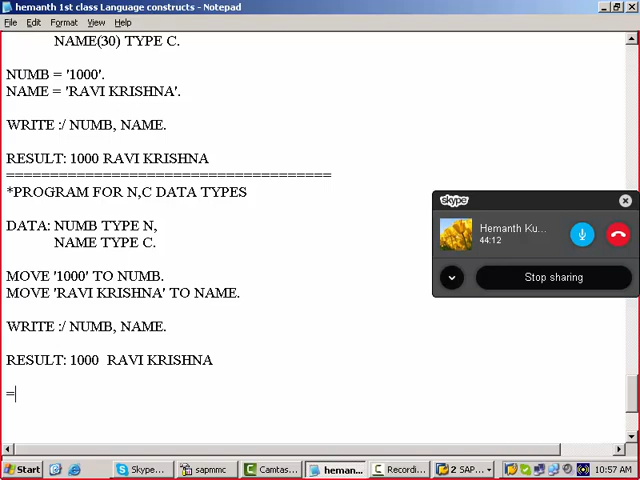 hemanth 1st class Language constructs - Notepad
File Edit Format View Help
NAME(30) TYPE C.
NUMB = '1000'.
NAME = 'RAVI KRISHNA'.
WRITE :/ NUMB, NAME.
RESULT: 1000 RAVI KRISHNA
=====================================
*PROGRAM FOR N,C DATA TYPES
DATA: NUMB TYPE N,
NAME TYPE C.
MOVE '1000' TO NUMB.
MOVE 'RAVI KRISHNA' TO NAME.
WRITE :/ NUMB, NAME.
RESULT: 1000  RAVI KRISHNA
=
skype
Hemanth Ku...
44:12
Stop sharing
Start Skype... sapmmc Camtas... heman... Recordi... 2 SAP... 10:57 AM